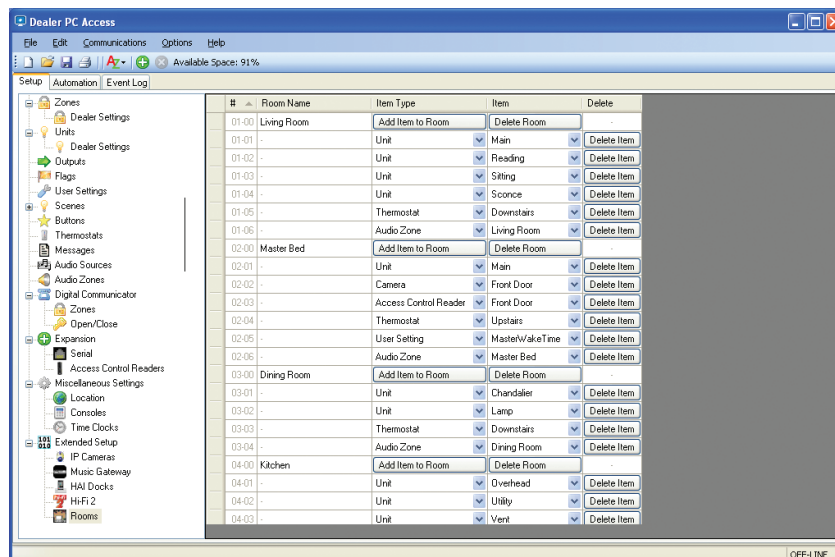 Dealer PC Access
File Edit Communications Options Help
AZ Available Space: 91%
Setup Automation Event Log
Zones
Dealer Settings
Units
Dealer Settings
Outputs
Flags
User Settings
Scenes
Buttons
Thermostats
Messages
Audio Sources
Audio Zones
Digital Communicator
Zones
Open/Close
Expansion
Serial
Access Control Readers
Miscellaneous Settings
Location
Consoles
Time Clocks
101 010 Extended Setup
IP Cameras
Music Gateway
HAI Docks
Hi-Fi 2
Rooms
# Room Name Item Type Item Delete
01-00 Living Room Add Item to Room Delete Room -
01-01 - Unit Main Delete Item
01-02 - Unit Reading Delete Item
01-03 - Unit Sitting Delete Item
01-04 - Unit Sconce Delete Item
01-05 - Thermostat Downstairs Delete Item
01-06 - Audio Zone Living Room Delete Item
02-00 Master Bed Add Item to Room Delete Room -
02-01 - Unit Main Delete Item
02-02 - Camera Front Door Delete Item
02-03 - Access Control Reader Front Door Delete Item
02-04 - Thermostat Upstairs Delete Item
02-05 - User Setting MasterWakeTime Delete Item
02-06 - Audio Zone Master Bed Delete Item
03-00 Dining Room Add Item to Room Delete Room -
03-01 - Unit Chandalier Delete Item
03-02 - Unit Lamp Delete Item
03-03 - Thermostat Downstairs Delete Item
03-04 - Audio Zone Dining Room Delete Item
04-00 Kitchen Add Item to Room Delete Room -
04-01 - Unit Overhead Delete Item
04-02 - Unit Utility Delete Item
04-03 - Unit Vent Delete Item
OFF-LINE